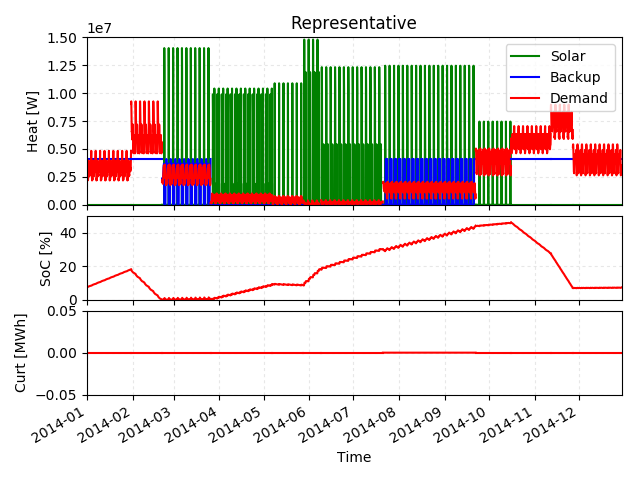 Representative
1e7
1.50
1.25
1.00
0.75
0.50
0.25
0.00
Heat [W]
Solar
Backup
Demand
40
20
0
SoC [%]
0.05
0.00
−0.05
Curt [MWh]
2014-01
2014-02
2014-03
2014-04
2014-05
2014-06
2014-07
2014-08
2014-09
2014-10
2014-11
2014-12
Time